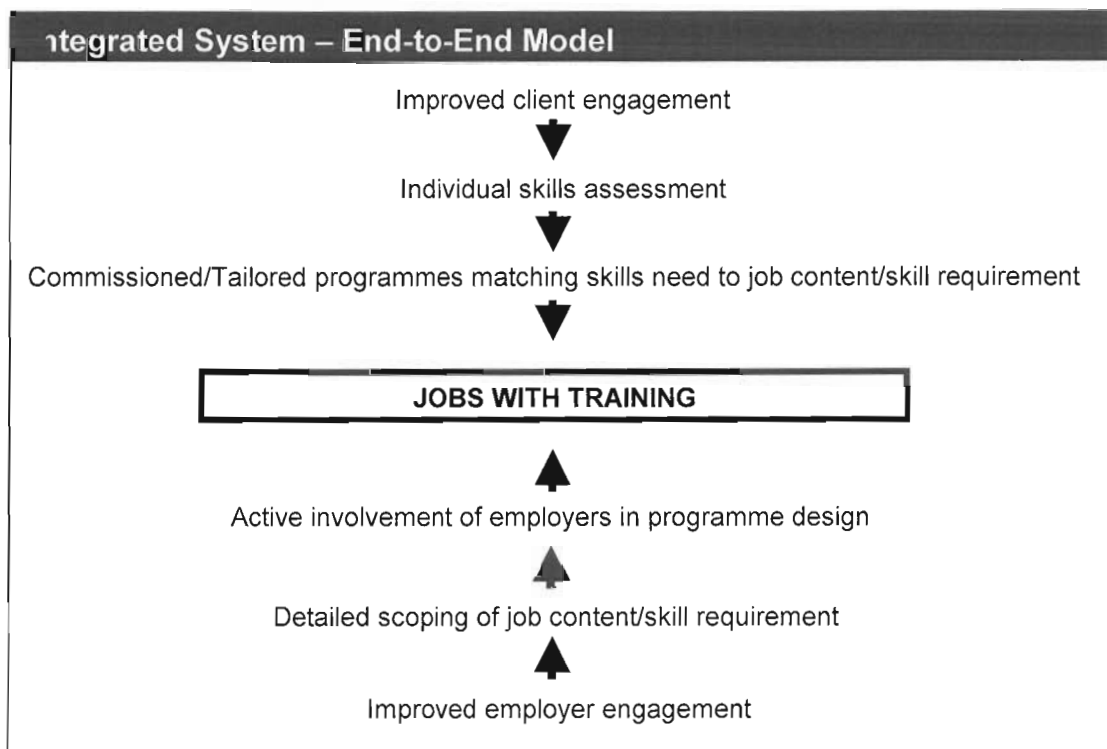 ntegrated System – End-to-End Model
Improved client engagement
Individual skills assessment
Commissioned/Tailored programmes matching skills need to job content/skill requirement
JOBS WITH TRAINING
Active involvement of employers in programme design
Detailed scoping of job content/skill requirement
Improved employer engagement